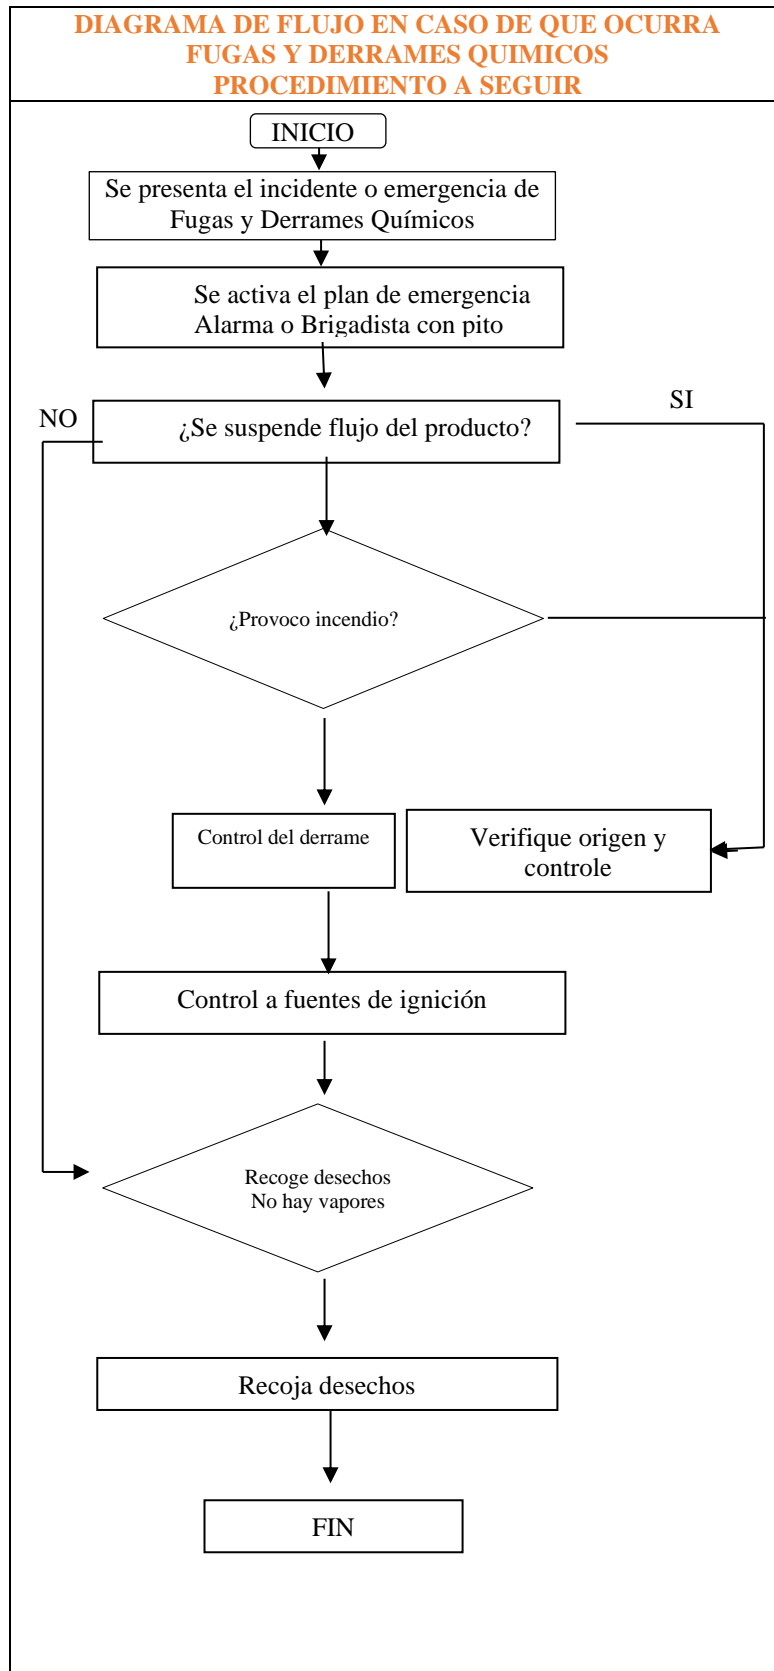 DIAGRAMA DE FLUJO EN CASO DE QUE OCURRA
FUGAS Y DERRAMES QUIMICOS
PROCEDIMIENTO A SEGUIR
INICIO
Se presenta el incidente o emergencia de
Fugas y Derrames Químicos
Se activa el plan de emergencia
Alarma o Brigadista con pito
NO
¿Se suspende flujo del producto?
SI
¿Provoco incendio?
Control del derrame
Verifique origen y
controle
Control a fuentes de ignición
Recoge desechos
No hay vapores
Recoja desechos
FIN